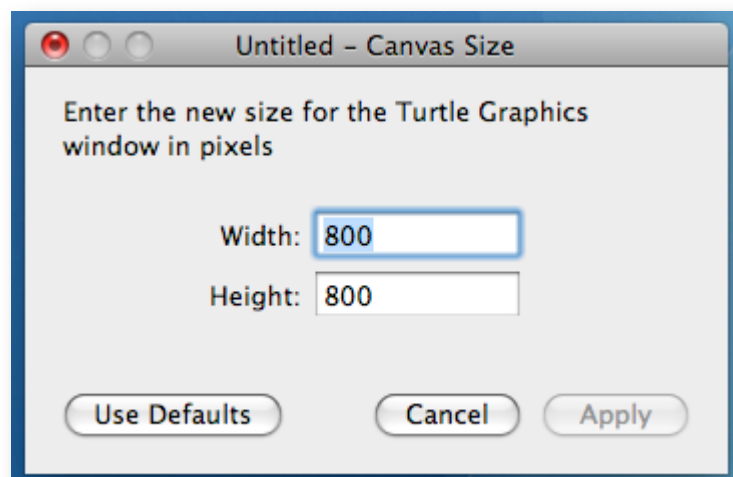 Untitled – Canvas Size
Enter the new size for the Turtle Graphics
window in pixels
Width: 800
Height: 800
Use Defaults Cancel Apply